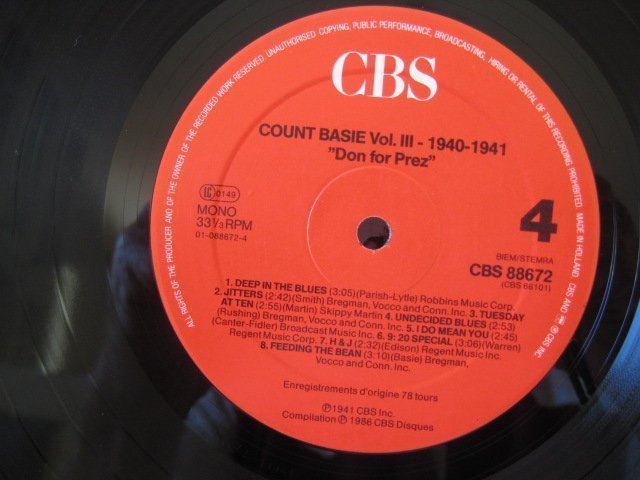 ALL RIGHTS OF THE PRODUCER AND OF THE OWNER OF THE RECORDED WORK RESERVED. UNAUTHORISED COPYING, PUBLIC PERFORMANCE, BROADCASTING, HIRING OR RENTAL OF THIS RECORDING PROHIBITED. MADE IN HOLLAND. CBS AND ARE ® CBS INC.
CBS
COUNT BASIE Vol. III - 1940-1941
"Don for Prez"
LC 0149
MONO
33⅓ RPM
01-088672-4
4
BIEM/STEMRA
CBS 88672
(CBS 66101)
1. DEEP IN THE BLUES (3:05) (Parish-Lytle) Robbins Music Corp.
2. JITTERS (2:42) (Smith) Bregman, Vocco and Conn. Inc. 3. TUESDAY
AT TEN (2:55) (Martin) Skippy Martin 4. UNDECIDED BLUES (2:53)
(Rushing) Bregman, Vocco and Conn. Inc. 5. I DO MEAN YOU (2:45)
(Canter-Fidler) Broadcast Music Inc. 6. 9:20 SPECIAL (3:06) (Warren)
Regent Music Corp. 7. H & J (2:32) (Edison) Regent Music Inc.
8. FEEDING THE BEAN (3:10) (Basie) Bregman,
Vocco and Conn. Inc.
Enregistrements d'origine 78 tours
℗ 1941 CBS Inc.
Compilation ℗ 1986 CBS Disques